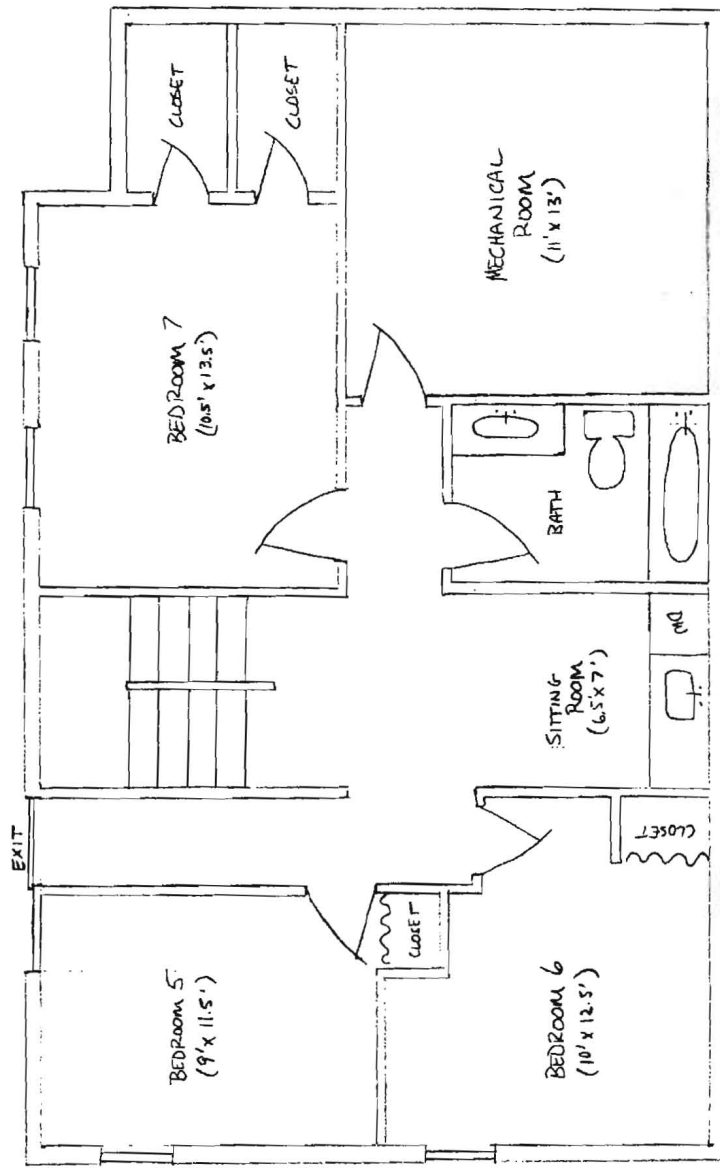 EXIT
CLOSET
CLOSET
BEDROOM 7
(10.5' x 13.5')
MECHANICAL
ROOM
(11' x 13')
BATH
SITTING
ROOM
(6.5' x 7')
DW
BEDROOM 5
(9' x 11.5')
CLOSET
BEDROOM 6
(10' x 12.5')
CLOSET